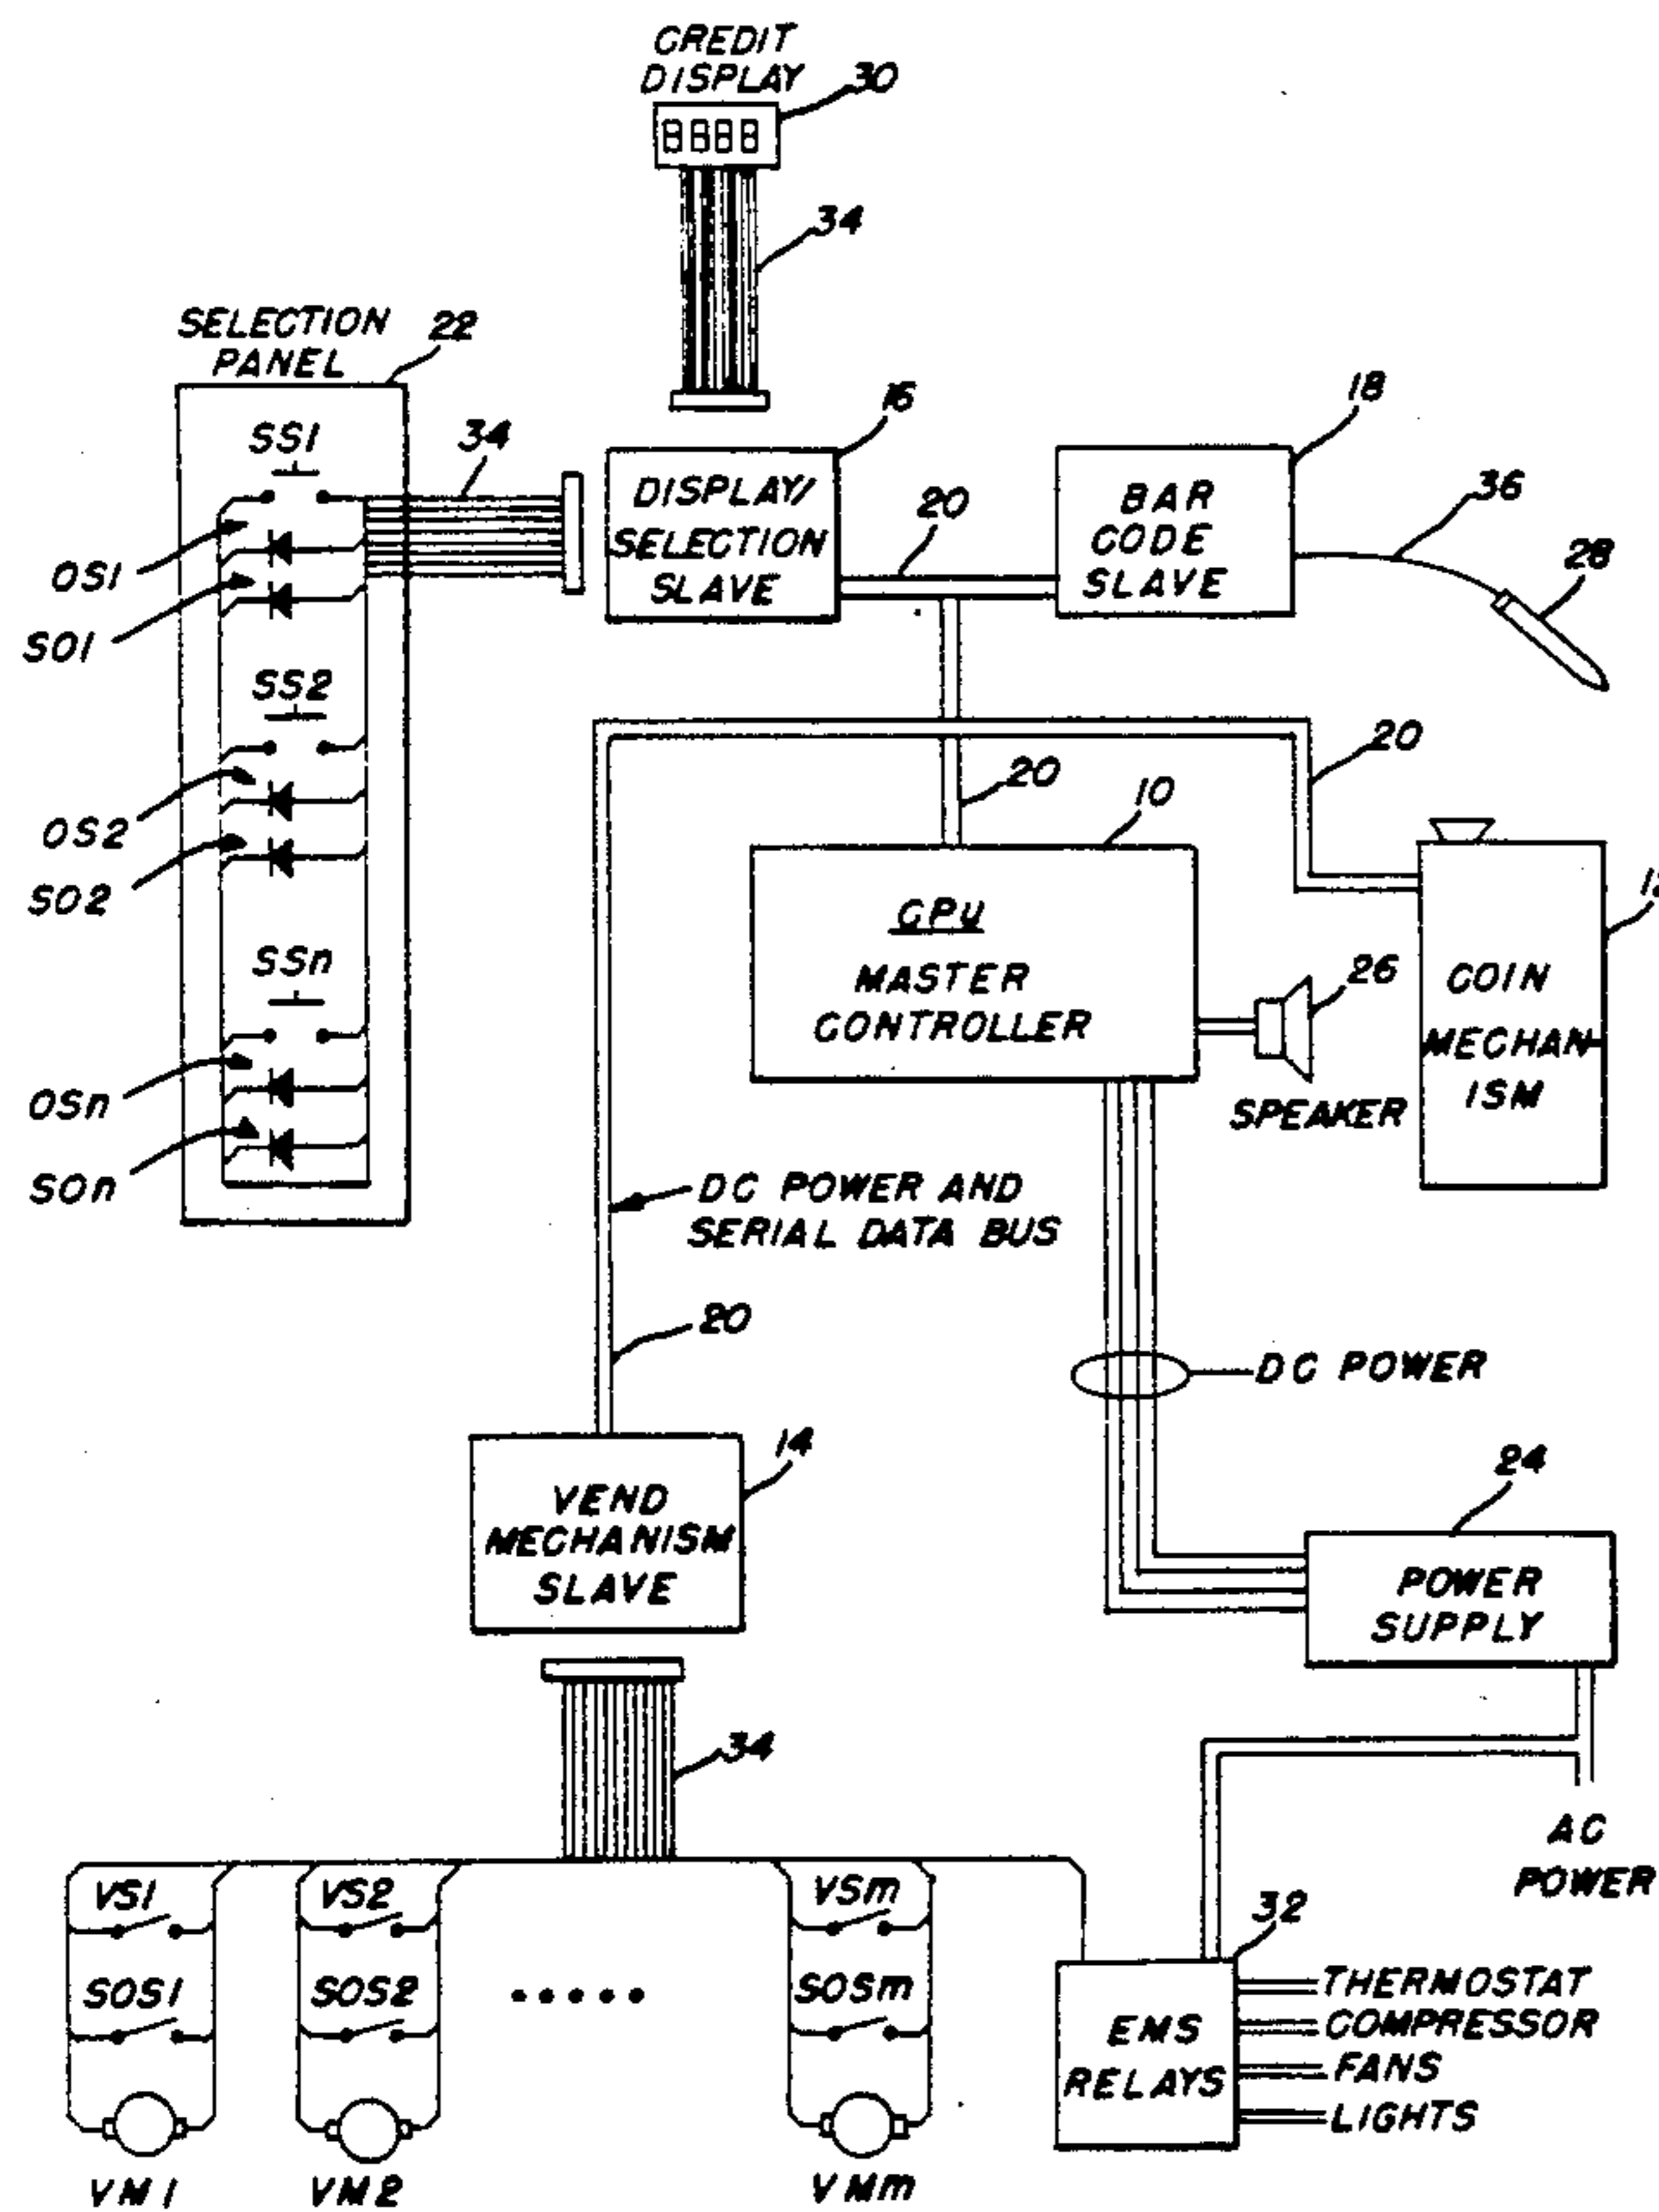 CREDIT
DISPLAY
30
34
SELECTION
PANEL
22
SS1
34
OS1
SO1
SS2
OS2
SO2
SSn
OSn
SOn
16
DISPLAY/
SELECTION
SLAVE
20
18
BAR
CODE
SLAVE
36
28
20
20
10
CPU
MASTER
CONTROLLER
26
SPEAKER
COIN
MECHAN-
ISM
DC POWER AND
SERIAL DATA BUS
20
DC POWER
14
VEND
MECHANISM
SLAVE
24
POWER
SUPPLY
34
AC
POWER
VS1
SOS1
VM1
VS2
SOS2
VM2
.....
VSm
SOSm
VMm
32
EMS
RELAYS
THERMOSTAT
COMPRESSOR
FANS
LIGHTS